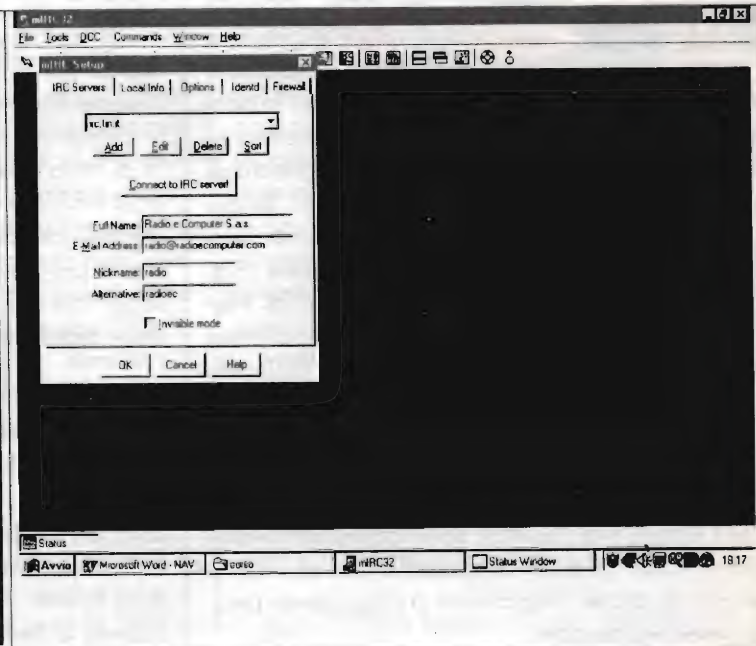 mIRC32
File Tools DCC Commands Window Help
mIRC Setup
IRC Servers Local Info Options Identd Firewall
Add Edit Delete Sort
Connect to IRC server!
Full Name: Radio e Computer S.a.s.
E-Mail Address: radio@radioecomputer.com
Nickname: radio
Alternative: radioec
Invisible mode
OK Cancel Help
Status
Avvio Microsoft Word - NAV corso mIRC32 Status Window 18.17